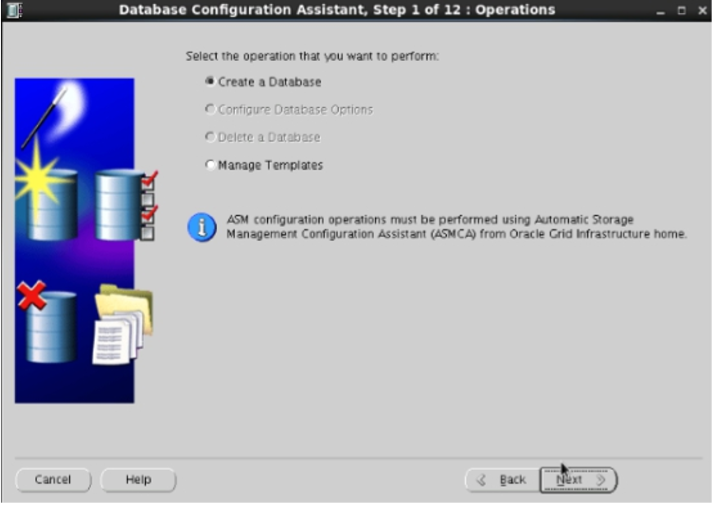 Database Configuration Assistant, Step 1 of 12 : Operations
Select the operation that you want to perform:
Create a Database
Configure Database Options
Delete a Database
Manage Templates
ASM configuration operations must be performed using Automatic Storage
Management Configuration Assistant (ASMCA) from Oracle Grid Infrastructure home.
Cancel
Help
Back
Next